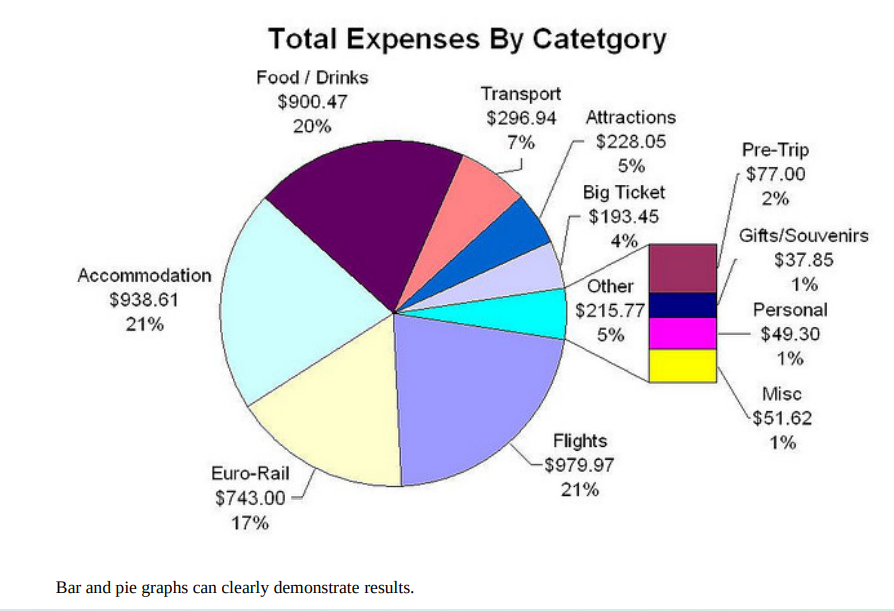 Total Expenses By Catetgory
Food / Drinks
$900.47
20%
Transport
$296.94
7%
Attractions
$228.05
5%
Pre-Trip
$77.00
2%
Big Ticket
$193.45
4%
Gifts/Souvenirs
$37.85
1%
Accommodation
$938.61
21%
Other
$215.77
5%
Personal
$49.30
1%
Misc
$51.62
1%
Flights
$979.97
21%
Euro-Rail
$743.00
17%
Bar and pie graphs can clearly demonstrate results.